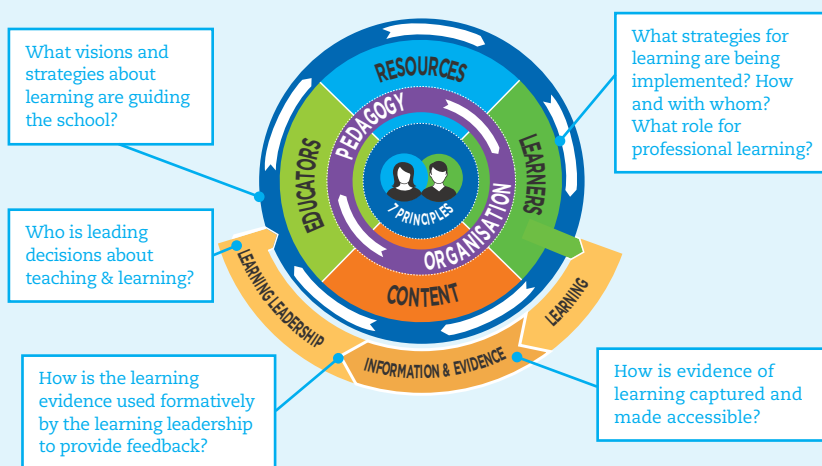 What visions and
strategies about
learning are guiding
the school?
What strategies for
learning are being
implemented? How
and with whom?
What role for
professional learning?
RESOURCES
PEDAGOGY
EDUCATORS
LEARNERS
7 PRINCIPLES
ORGANISATION
CONTENT
Who is leading
decisions about
teaching & learning?
LEARNING LEADERSHIP
INFORMATION & EVIDENCE
LEARNING
How is the learning
evidence used formatively
by the learning leadership
to provide feedback?
How is evidence of
learning captured and
made accessible?